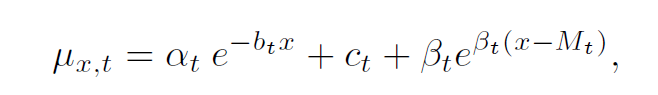 μ_{x,t} = α_t e^{-b_t x} + c_t + β_t e^{β_t(x-M_t)},